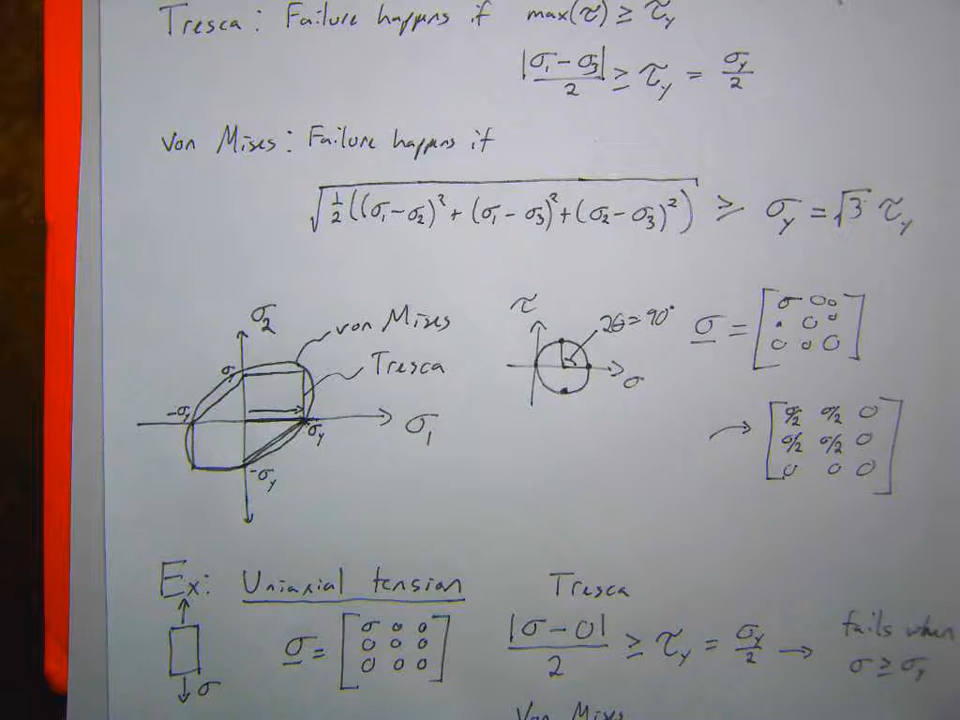 Tresca: Failure happens if max(τ) ≥ τy
|σ1 − σ3|/2 ≥ τy = σy/2
von Mises: Failure happens if
√(½((σ1−σ2)² + (σ1 − σ3)² + (σ2 − σ3)²)) ≥ σy = √3 τy
σ2
von Mises
Tresca
σy
−σy
σy
σ1
−σy
τ
2θ = 90°
σ
σ = [σ 0 0
0 0 0
0 0 0]
→ [σ/2 σ/2 0
σ/2 σ/2 0
0 0 0]
Ex: Uniaxial tension
σ
σ = [σ 0 0
0 0 0
0 0 0]
Tresca
|σ−0|/2 ≥ τy = σy/2 → fails when
σ ≥ σy
Von Mises